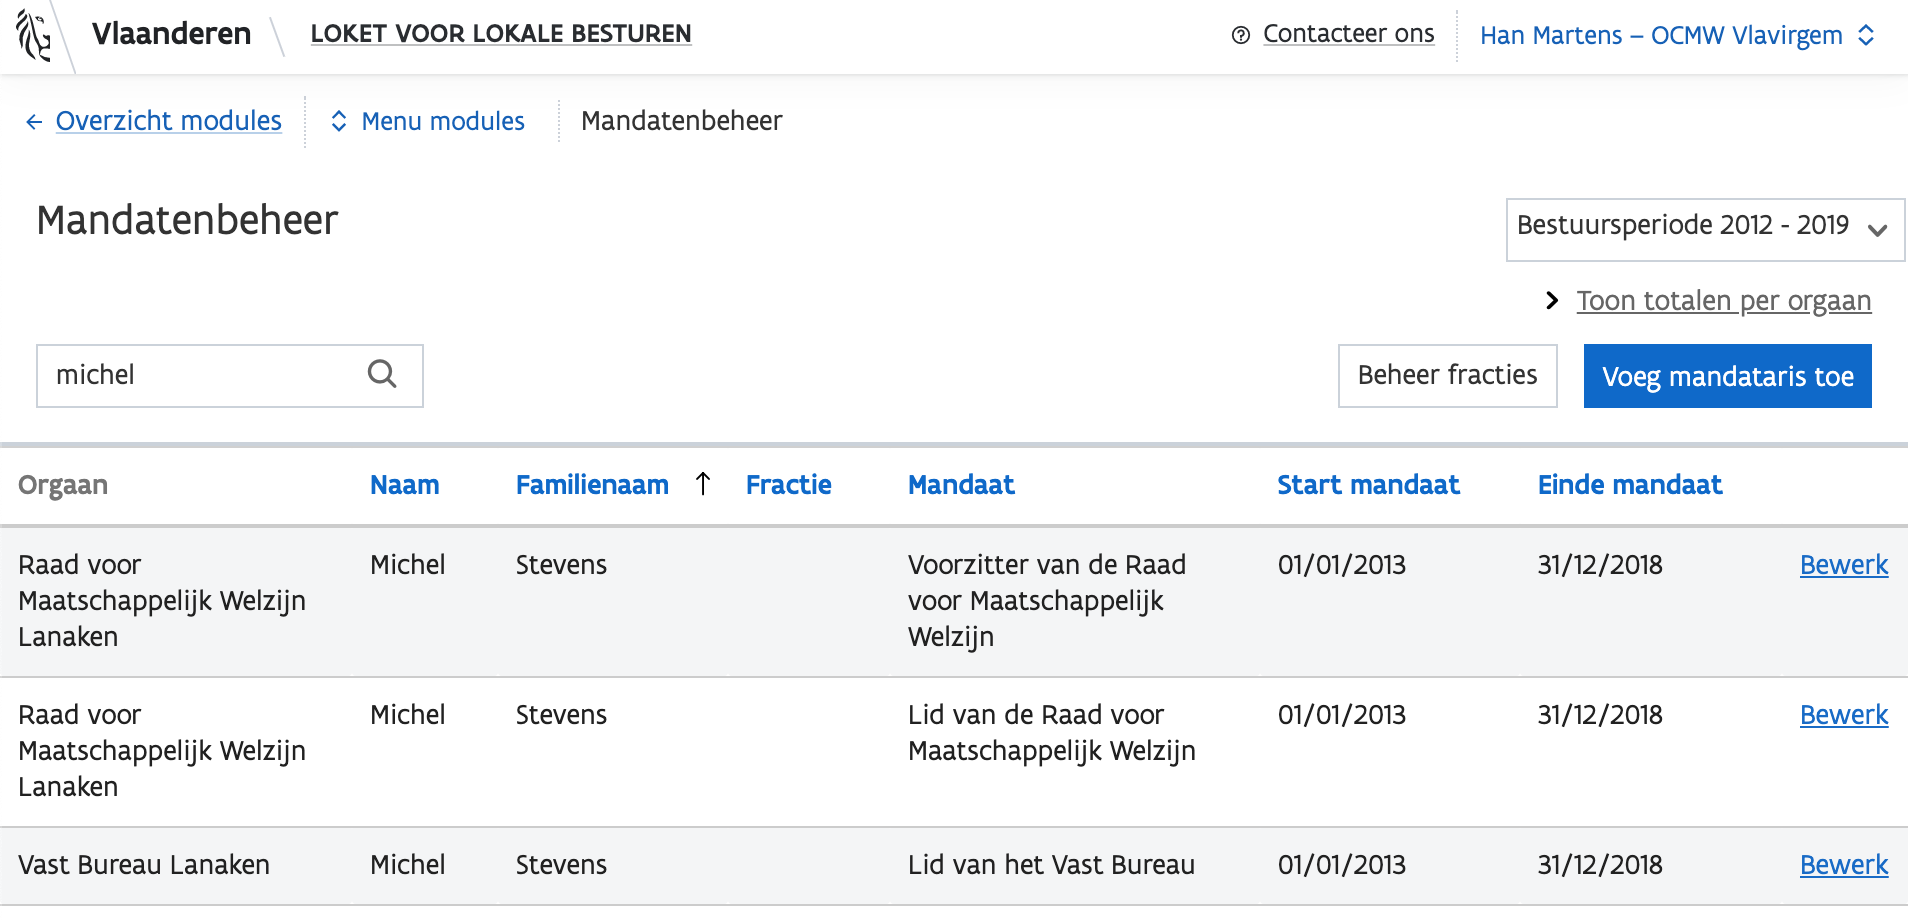 Vlaanderen LOKET VOOR LOKALE BESTUREN Contacteer ons Han Martens – OCMW Vlavirgem
← Overzicht modules Menu modules Mandatenbeheer
Mandatenbeheer Bestuursperiode 2012 - 2019
Toon totalen per orgaan
michel Beheer fracties Voeg mandataris toe
Orgaan Naam Familienaam ↑ Fractie Mandaat Start mandaat Einde mandaat
Raad voor Michel Stevens Voorzitter van de Raad 01/01/2013 31/12/2018 Bewerk
Maatschappelijk Welzijn voor Maatschappelijk
Lanaken Welzijn
Raad voor Michel Stevens Lid van de Raad voor 01/01/2013 31/12/2018 Bewerk
Maatschappelijk Welzijn Maatschappelijk Welzijn
Lanaken
Vast Bureau Lanaken Michel Stevens Lid van het Vast Bureau 01/01/2013 31/12/2018 Bewerk